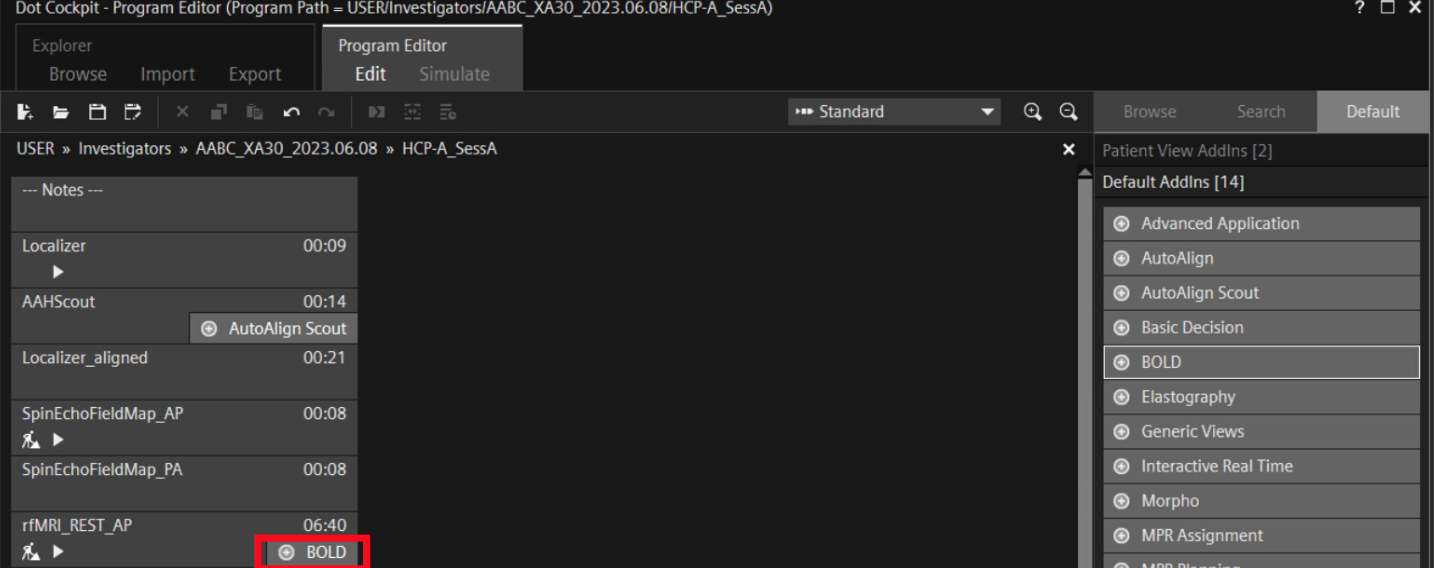 Dot Cockpit - Program Editor (Program Path = USER/Investigators/AABC_XA30_2023.06.08/HCP-A_SessA)
?
Explorer
Browse Import Export
Program Editor
Edit Simulate
Standard
Browse Search Default
USER » Investigators » AABC_XA30_2023.06.08 » HCP-A_SessA
Patient View AddIns [2]
Default AddIns [14]
--- Notes ---
Localizer 00:09
AAHScout 00:14
AutoAlign Scout
Localizer_aligned 00:21
SpinEchoFieldMap_AP 00:08
SpinEchoFieldMap_PA 00:08
rfMRI_REST_AP 06:40
BOLD
Advanced Application
AutoAlign
AutoAlign Scout
Basic Decision
BOLD
Elastography
Generic Views
Interactive Real Time
Morpho
MPR Assignment
MPR Planning